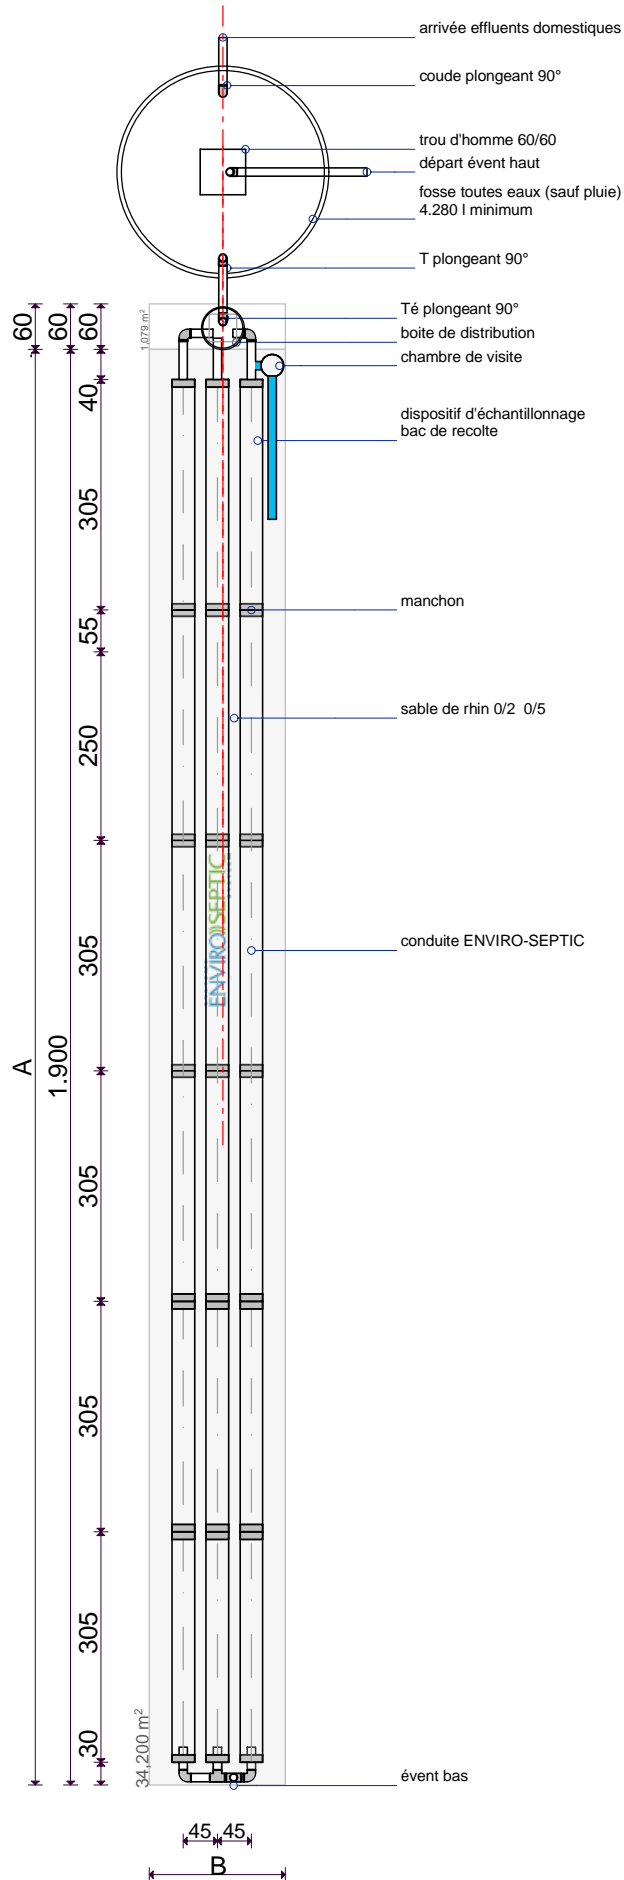 arrivée effluents domestiques
coude plongeant 90°
trou d'homme 60/60
départ évent haut
fosse toutes eaux (sauf pluie)
4.280 l minimum
T plongeant 90°
Té plongeant 90°
boite de distribution
chambre de visite
dispositif d'échantillonnage
bac de recolte
manchon
sable de rhin 0/2 0/5
conduite ENVIRO-SEPTIC
évent bas
60
60
60
1,079 m²
40
305
55
250
305
305
305
305
30
A
1.900
ENVIRO))SEPTIC
34,200 m²
45
45
B